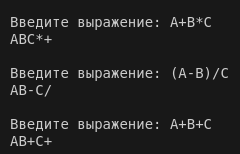 Введите выражение: A+B*C
ABC*+
Введите выражение: (A-B)/C
AB-C/
Введите выражение: A+B+C
AB+C+